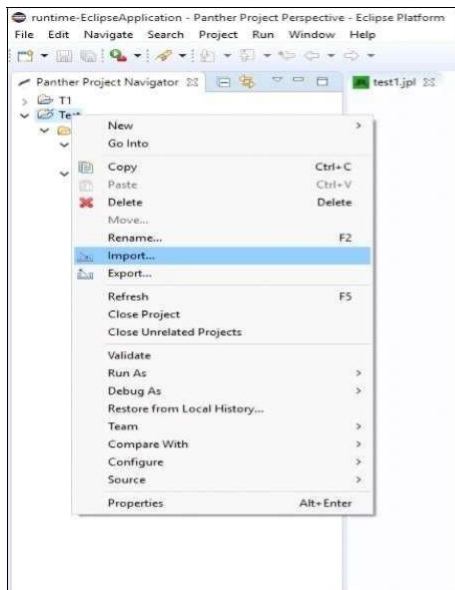 runtime-EclipseApplication - Panther Project Perspective - Eclipse Platform
File Edit Navigate Search Project Run Window Help
Panther Project Navigator
test1.jpl
T1
Test
New
Go Into
Copy Ctrl+C
Paste Ctrl+V
Delete Delete
Move...
Rename... F2
Import...
Export...
Refresh F5
Close Project
Close Unrelated Projects
Validate
Run As
Debug As
Restore from Local History...
Team
Compare With
Configure
Source
Properties Alt+Enter